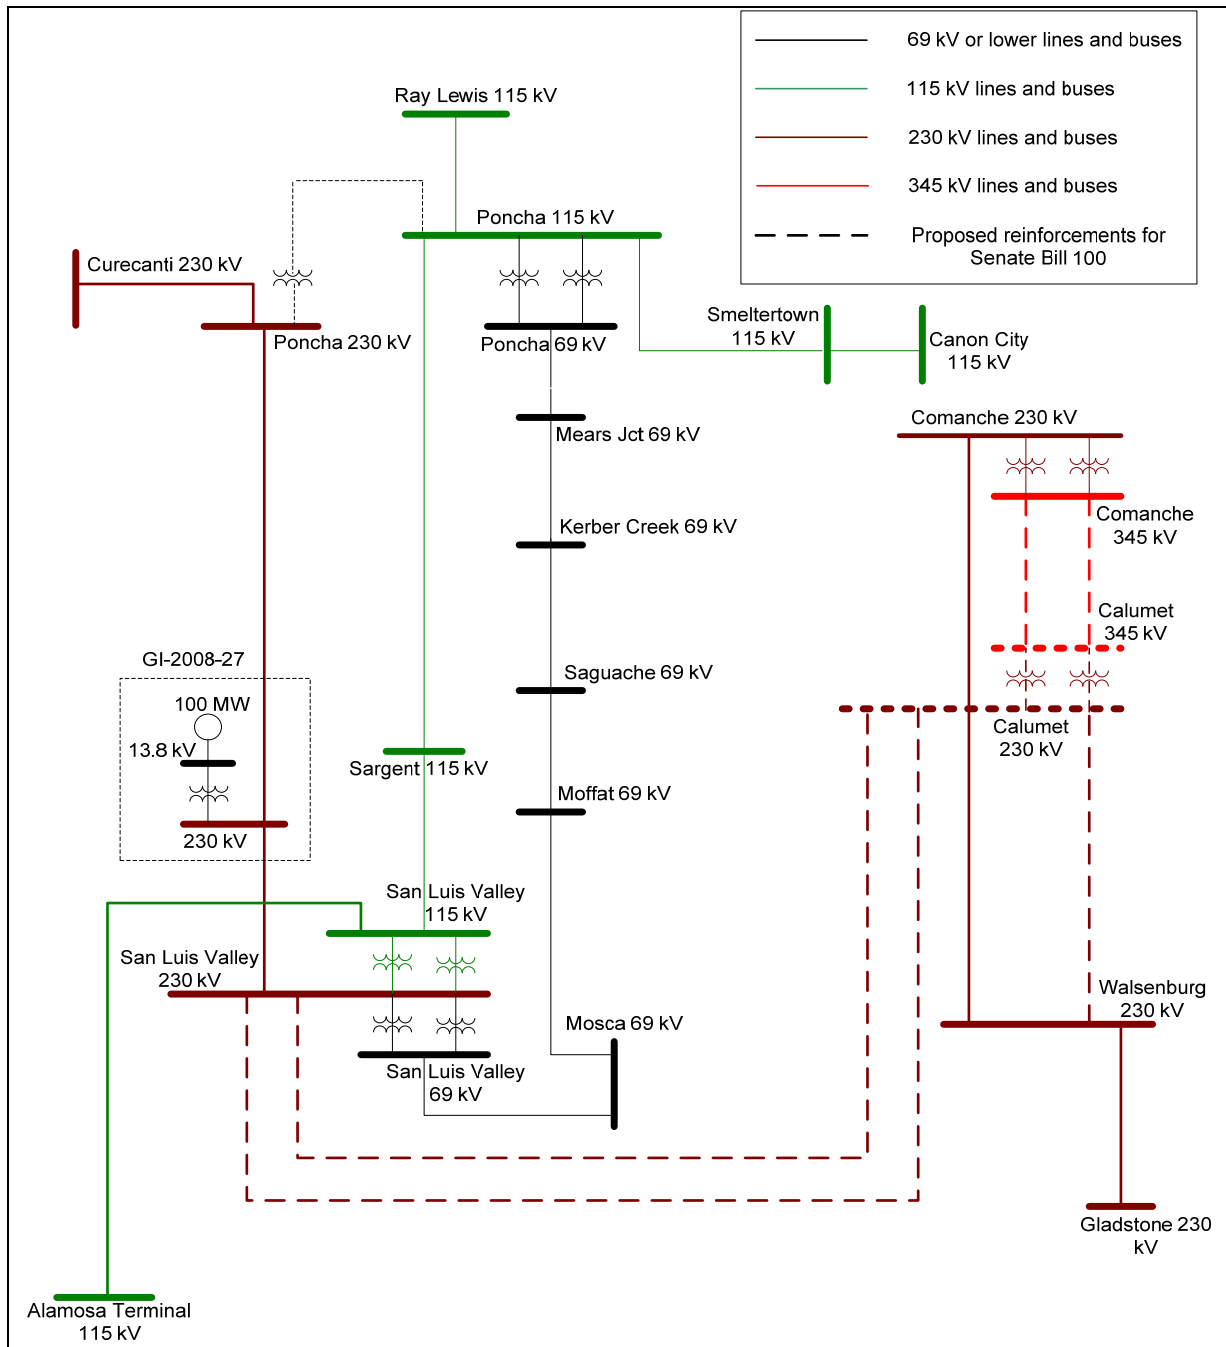 69 kV or lower lines and buses
115 kV lines and buses
230 kV lines and buses
345 kV lines and buses
Proposed reinforcements for
Senate Bill 100
Ray Lewis 115 kV
Poncha 115 kV
Curecanti 230 kV
Poncha 230 kV
Poncha 69 kV
Smeltertown
115 kV
Canon City
115 kV
Mears Jct 69 kV
Comanche 230 kV
Comanche
345 kV
Kerber Creek 69 kV
Calumet
345 kV
GI-2008-27
100 MW
13.8 kV
230 kV
Saguache 69 kV
Calumet
230 kV
Sargent 115 kV
Moffat 69 kV
San Luis Valley
115 kV
San Luis Valley
230 kV
Mosca 69 kV
Walsenburg
230 kV
San Luis Valley
69 kV
Gladstone 230
kV
Alamosa Terminal
115 kV